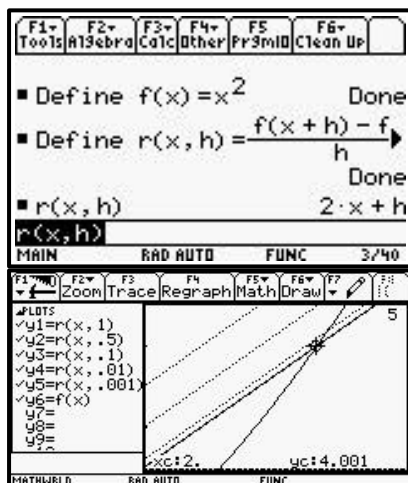 F1 F2 F3 F4 F5 F6
Tools Algebra Calc Other PrgmIO Clean Up
▪ Define f(x)=x² Done
▪ Define r(x,h)=(f(x+h)-f▶)/h
Done
▪ r(x,h) 2·x+h
r(x,h)
MAIN RAD AUTO FUNC 3/40
F1 F2 F3 F4 F5 F6 F7
Zoom Trace Regraph Math Draw
PLOTS
✓y1=r(x,1)
✓y2=r(x,.5)
✓y3=r(x,.1)
✓y4=r(x,.01)
✓y5=r(x,.001)
✓y6=f(x)
y7=
y8=
y9=
5
xc:2. yc:4.001
RAD AUTO FUNC